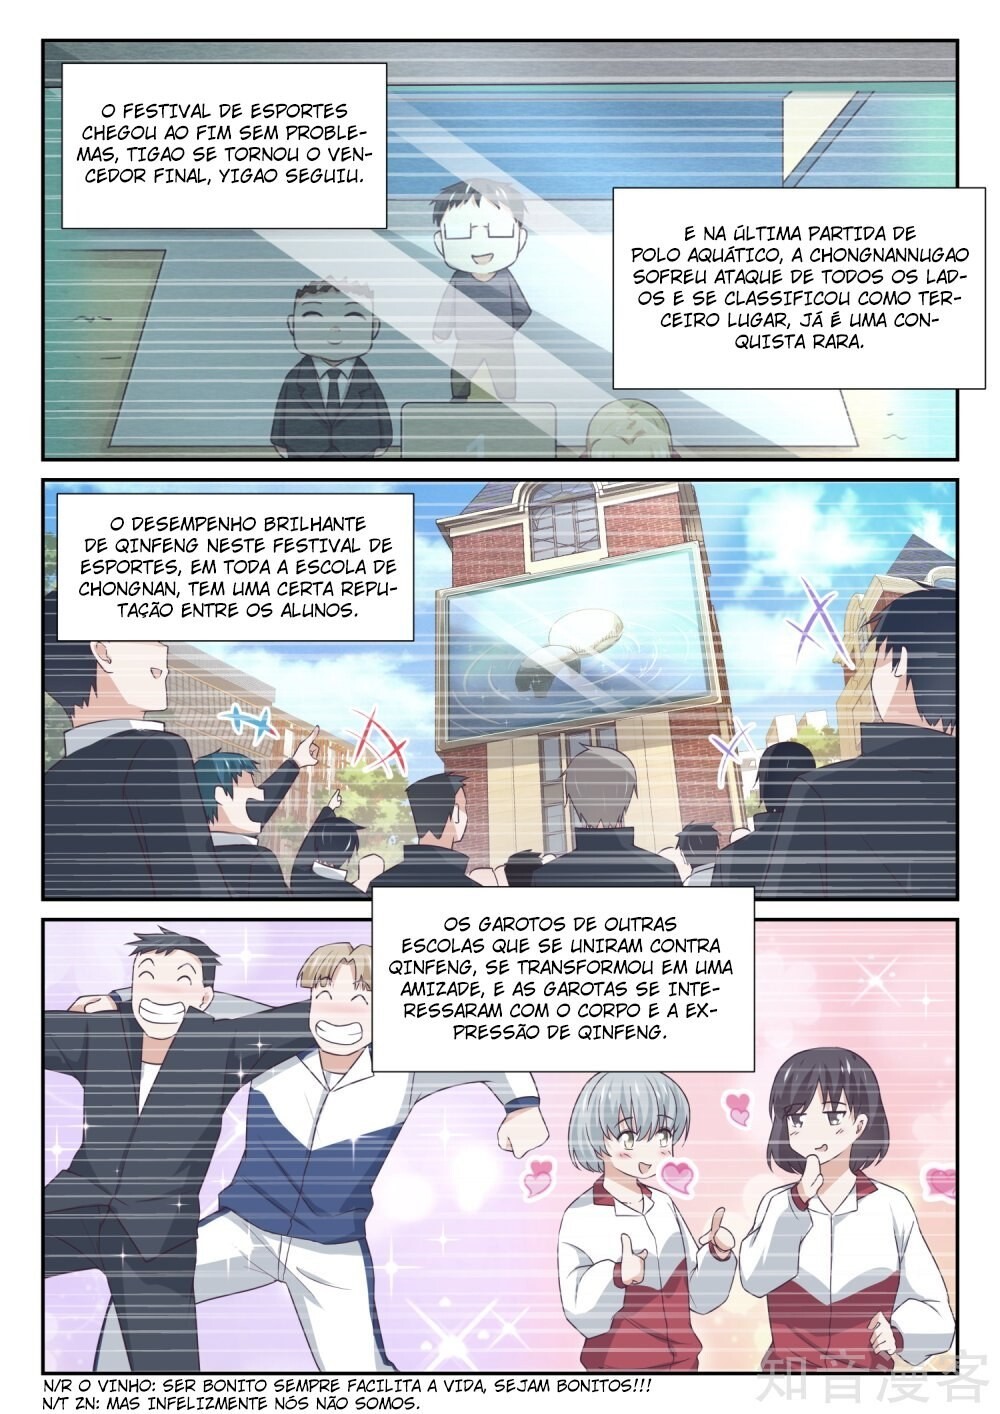 O FESTIVAL DE ESPORTES
CHEGOU AO FIM SEM PROBLE-
MAS, TIGAO SE TORNOU O VEN-
CEDOR FINAL, YIGAO SEGUIU.
E NA ÚLTIMA PARTIDA DE
POLO AQUÁTICO, A CHONGNANNUGAO
SOFREU ATAQUE DE TODOS OS LAD-
OS E SE CLASSIFICOU COMO TER-
CEIRO LUGAR, JÁ É UMA CON-
QUISTA RARA.
1
O DESEMPENHO BRILHANTE
DE QINFENG NESTE FESTIVAL DE
ESPORTES, EM TODA A ESCOLA DE
CHONGNAN, TEM UMA CERTA REPU-
TAÇÃO ENTRE OS ALUNOS.
OS GAROTOS DE OUTRAS
ESCOLAS QUE SE UNIRAM CONTRA
QINFENG, SE TRANSFORMOU EM UMA
AMIZADE, E AS GAROTAS SE INTE-
RESSARAM COM O CORPO E A EX-
PRESSÃO DE QINFENG.
知音漫客
N/R O VINHO: SER BONITO SEMPRE FACILITA A VIDA, SEJAM BONITOS!!!
N/T ZN: MAS INFELIZMENTE NÓS NÃO SOMOS.